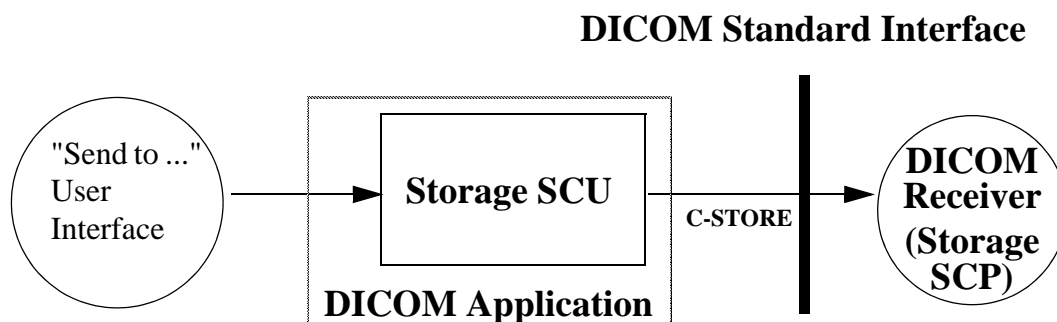 DICOM Standard Interface
"Send to ..."
User
Interface
Storage SCU
C-STORE
DICOM
Receiver
(Storage
SCP)
DICOM Application